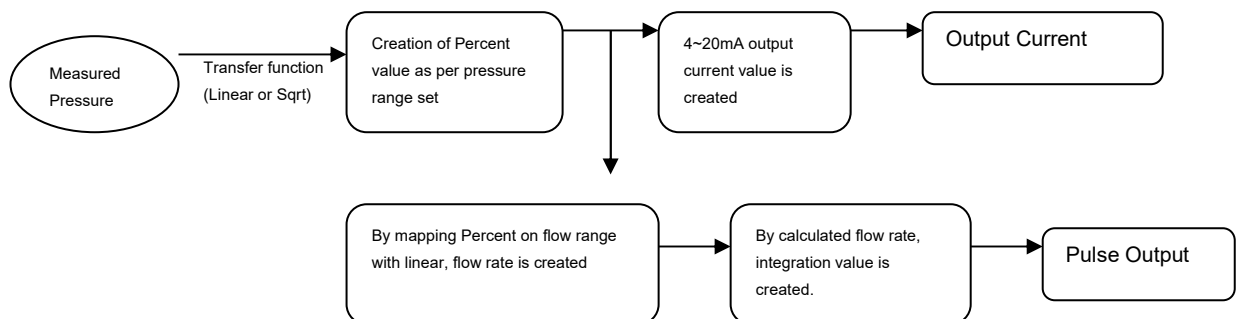 Measured
Pressure
Transfer function
(Linear or Sqrt)
Creation of Percent
value as per pressure
range set
4~20mA output
current value is
created
Output Current
By mapping Percent on flow range
with linear, flow rate is created
By calculated flow rate,
integration value is
created.
Pulse Output